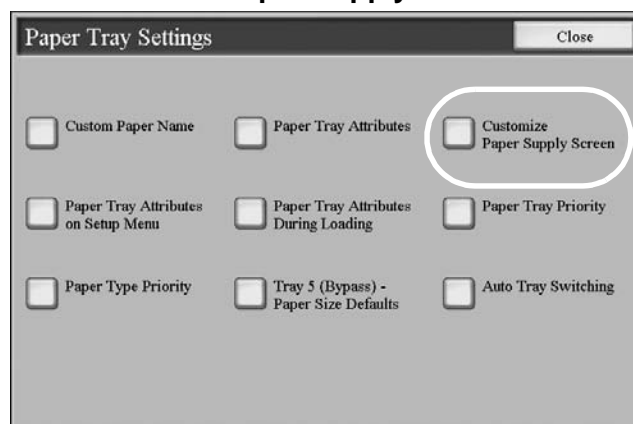 Paper Tray Settings
Close
Custom Paper Name
Paper Tray Attributes
Customize
Paper Supply Screen
Paper Tray Attributes
on Setup Menu
Paper Tray Attributes
During Loading
Paper Tray Priority
Paper Type Priority
Tray 5 (Bypass) -
Paper Size Defaults
Auto Tray Switching